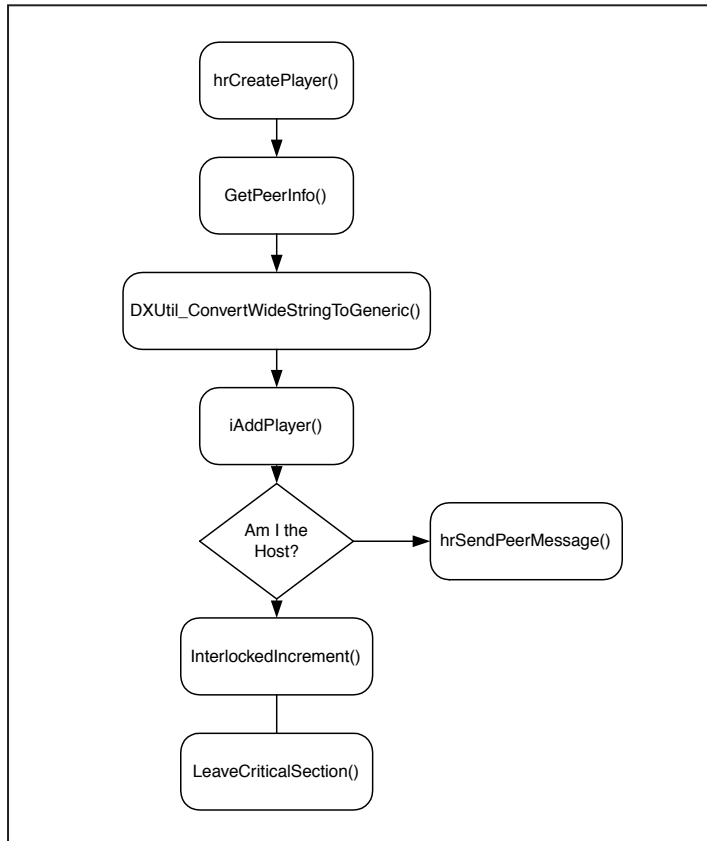 hrCreatePlayer()
GetPeerInfo()
DXUtil_ConvertWideStringToGeneric()
iAddPlayer()
Am I the
Host?
hrSendPeerMessage()
InterlockedIncrement()
LeaveCriticalSection()